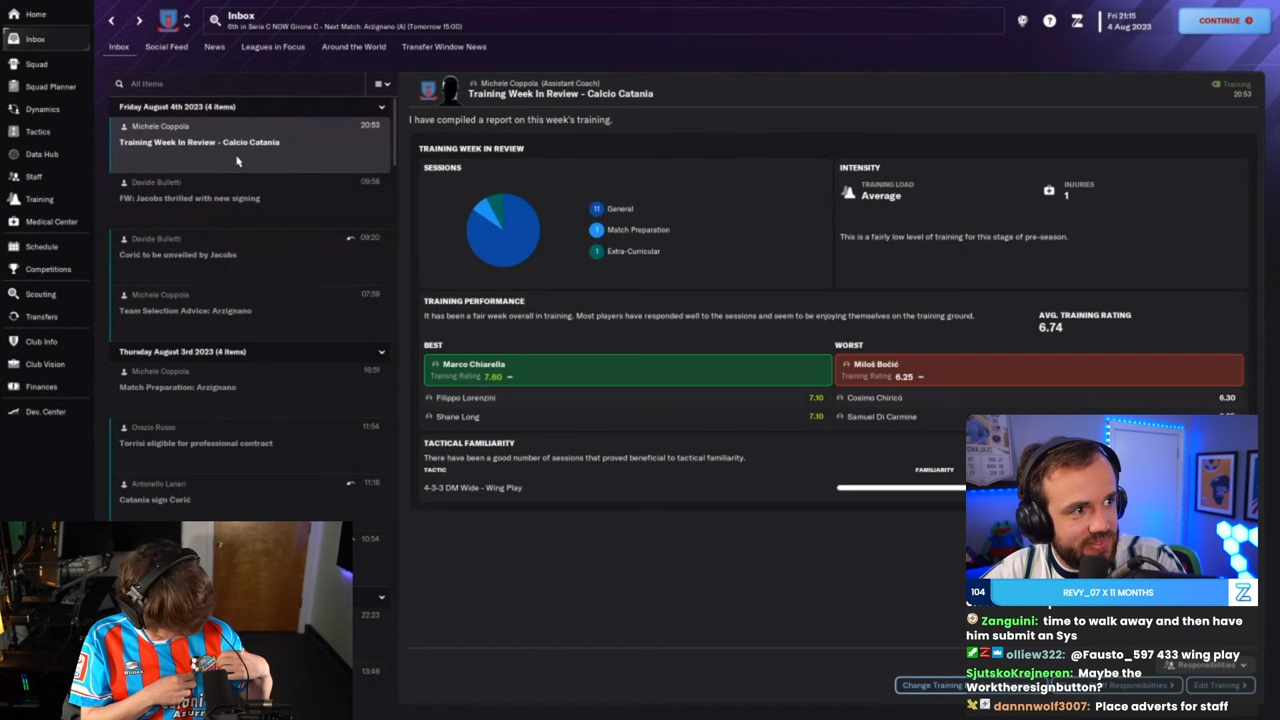 Home
Inbox
Squad
Squad Planner
Dynamics
Tactics
Data Hub
Staff
Training
Medical Center
Schedule
Competitions
Scouting
Transfers
Club Info
Club Vision
Finances
Dev. Center
Inbox
6th in Serie C NOW Girone C - Next Match: Arzignano (A) (Tomorrow 15:00)
Fri 21:15
4 Aug 2023
CONTINUE
Inbox Social Feed News Leagues in Focus Around the World Transfer Window News
All Items
Friday August 4th 2023 (4 items)
Michele Coppola 20:53
Training Week In Review - Calcio Catania
Davide Bulletti 09:58
FW: Jacobs thrilled with new signing
Davide Bulletti 09:20
Corić to be unveiled by Jacobs
Michele Coppola 07:59
Team Selection Advice: Arzignano
Thursday August 3rd 2023 (4 items)
Michele Coppola 16:51
Match Preparation: Arzignano
Orazio Russo 11:54
Torrisi eligible for professional contract
Antonello Laneri 11:16
Catania sign Corić
10:54
22:23
13:49
Michele Coppola (Assistant Coach)
Training Week In Review - Calcio Catania
Training
20:53
I have compiled a report on this week's training.
TRAINING WEEK IN REVIEW
SESSIONS
11 General
1 Match Preparation
1 Extra-Curricular
INTENSITY
TRAINING LOAD
Average
INJURIES
1
This is a fairly low level of training for this stage of pre-season.
TRAINING PERFORMANCE
It has been a fair week overall in training. Most players have responded well to the sessions and seem to be enjoying themselves on the training ground.
AVG. TRAINING RATING
6.74
BEST
Marco Chiarella
Training Rating 7.60 –
Filippo Lorenzini 7.10
Shane Long 7.10
WORST
Miloš Bočić
Training Rating 6.25 –
Cosimo Chiricò 6.30
Samuel Di Carmine
TACTICAL FAMILIARITY
There have been a good number of sessions that proved beneficial to tactical familiarity.
TACTIC FAMILIARITY
4-3-3 DM Wide - Wing Play
104 REVY_07 X 11 MONTHS
Zanguini: time to walk away and then have
him submit an Sys
olliew322: @Fausto_597 433 wing play
SjutskoKrejneren: Maybe the
Worktheresignbutton?
dannnwolf3007: Place adverts for staff
Responsibilities
Change Training Responsibilities Edit Training